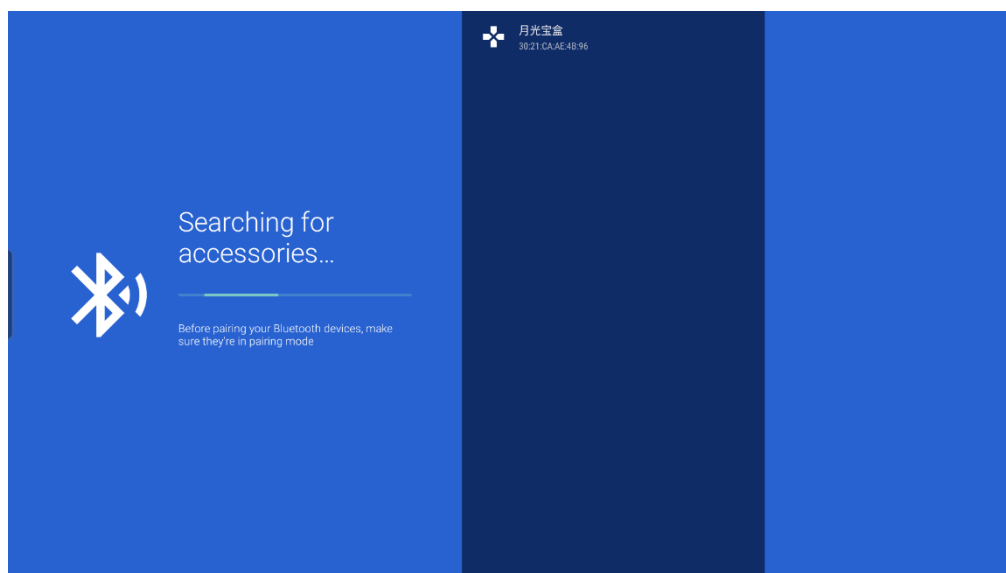 Searching for
accessories...
Before pairing your Bluetooth devices, make
sure they're in pairing mode
月光宝盒
30:21:CA:AE:4B:96